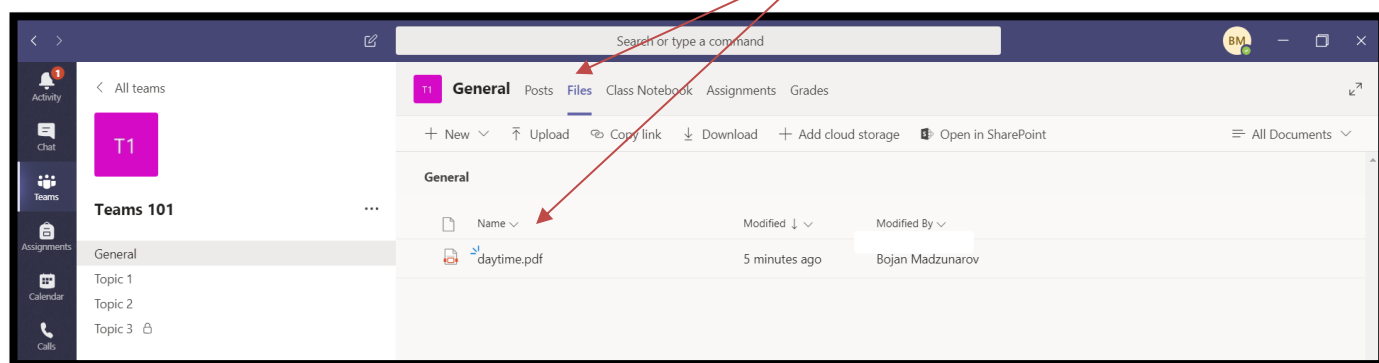 Search or type a command
BM
1
Activity
Chat
Teams
Assignments
Calendar
Calls
All teams
T1
Teams 101
...
General
Topic 1
Topic 2
Topic 3
T1 General Posts Files Class Notebook Assignments Grades
New Upload Copy link Download Add cloud storage Open in SharePoint All Documents
General
Name Modified Modified By
daytime.pdf 5 minutes ago Bojan Madzunarov